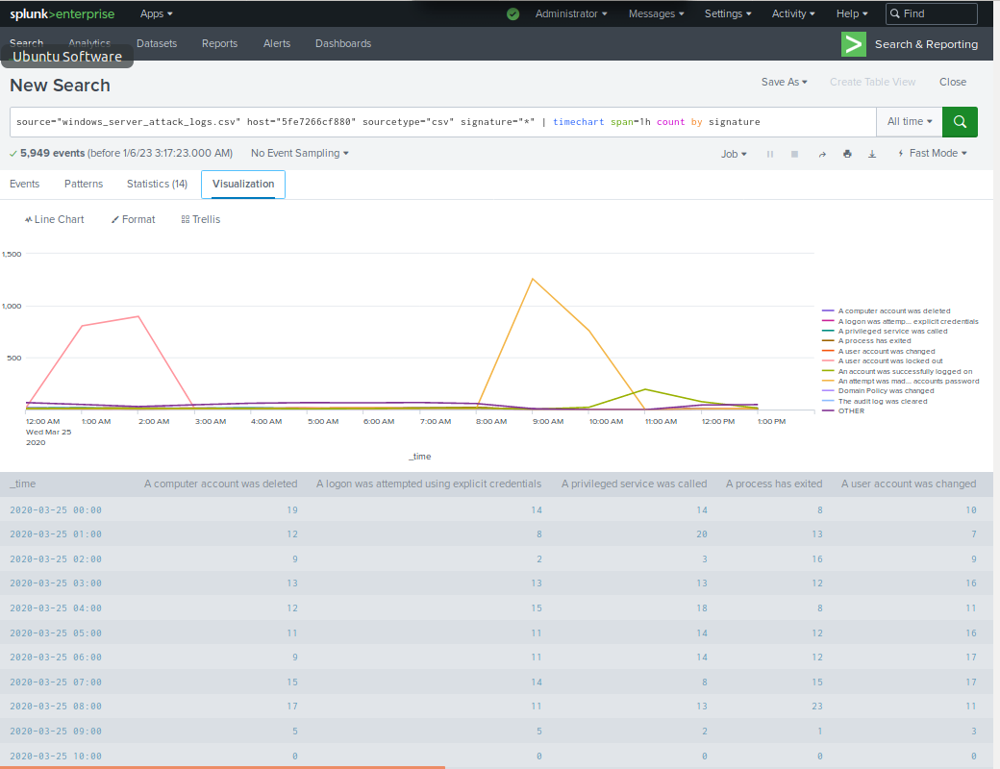 splunk>enterprise Apps Administrator Messages Settings Activity Help Find
Search Analytics Datasets Reports Alerts Dashboards Search & Reporting
Ubuntu Software
New Search Save As Create Table View Close
source="windows_server_attack_logs.csv" host="5fe7266cf880" sourcetype="csv" signature="*" | timechart span=1h count by signature All time
5,949 events (before 1/6/23 3:17:23.000 AM) No Event Sampling Job Fast Mode
Events Patterns Statistics (14) Visualization
Line Chart Format Trellis
1,500
1,000
500
A computer account was deleted
A logon was attemp... explicit credentials
A privileged service was called
A process has exited
A user account was changed
A user account was locked out
An account was successfully logged on
An attempt was mad... accounts password
Domain Policy was changed
The audit log was cleared
OTHER
12:00 AM 1:00 AM 2:00 AM 3:00 AM 4:00 AM 5:00 AM 6:00 AM 7:00 AM 8:00 AM 9:00 AM 10:00 AM 11:00 AM 12:00 PM 1:00 PM
Wed Mar 25
2020
_time
_time A computer account was deleted A logon was attempted using explicit credentials A privileged service was called A process has exited A user account was changed
2020-03-25 00:00 19 14 14 8 10
2020-03-25 01:00 12 8 20 13 7
2020-03-25 02:00 9 2 3 16 9
2020-03-25 03:00 13 13 13 12 16
2020-03-25 04:00 12 15 18 8 11
2020-03-25 05:00 11 11 14 12 16
2020-03-25 06:00 9 11 14 12 17
2020-03-25 07:00 15 14 8 15 17
2020-03-25 08:00 17 11 13 23 11
2020-03-25 09:00 5 5 2 1 3
2020-03-25 10:00 0 0 0 0 0